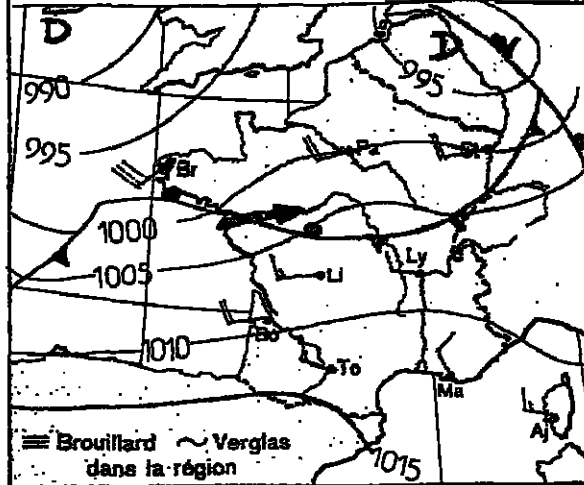 D
D
990
995
995
Br
Pa
St
1000
1005
Li
Ly
Bo
1010
To
Ma
Aj
1015
Brouillard Verglas
dans la région